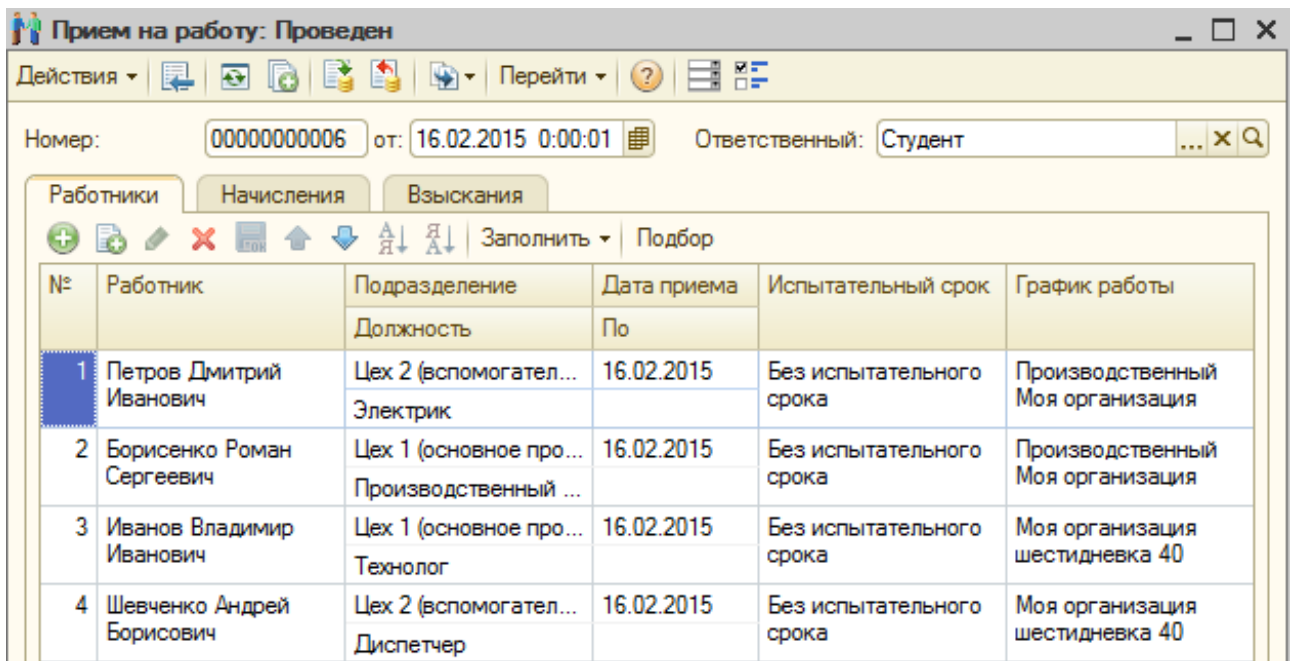 Прием на работу: Проведен
Действия Перейти
Номер: 00000000006 от: 16.02.2015 0:00:01 Ответственный: Студент ...
Работники Начисления Взыскания
Заполнить Подбор
№ Работник Подразделение Дата приема Испытательный срок График работы
Должность По
1 Петров Дмитрий Иванович Цех 2 (вспомогател... 16.02.2015 Без испытательного срока Производственный Моя организация
Электрик
2 Борисенко Роман Сергеевич Цех 1 (основное про... 16.02.2015 Без испытательного срока Производственный Моя организация
Производственный ...
3 Иванов Владимир Иванович Цех 1 (основное про... 16.02.2015 Без испытательного срока Моя организация шестидневка 40
Технолог
4 Шевченко Андрей Борисович Цех 2 (вспомогател... 16.02.2015 Без испытательного срока Моя организация шестидневка 40
Диспетчер